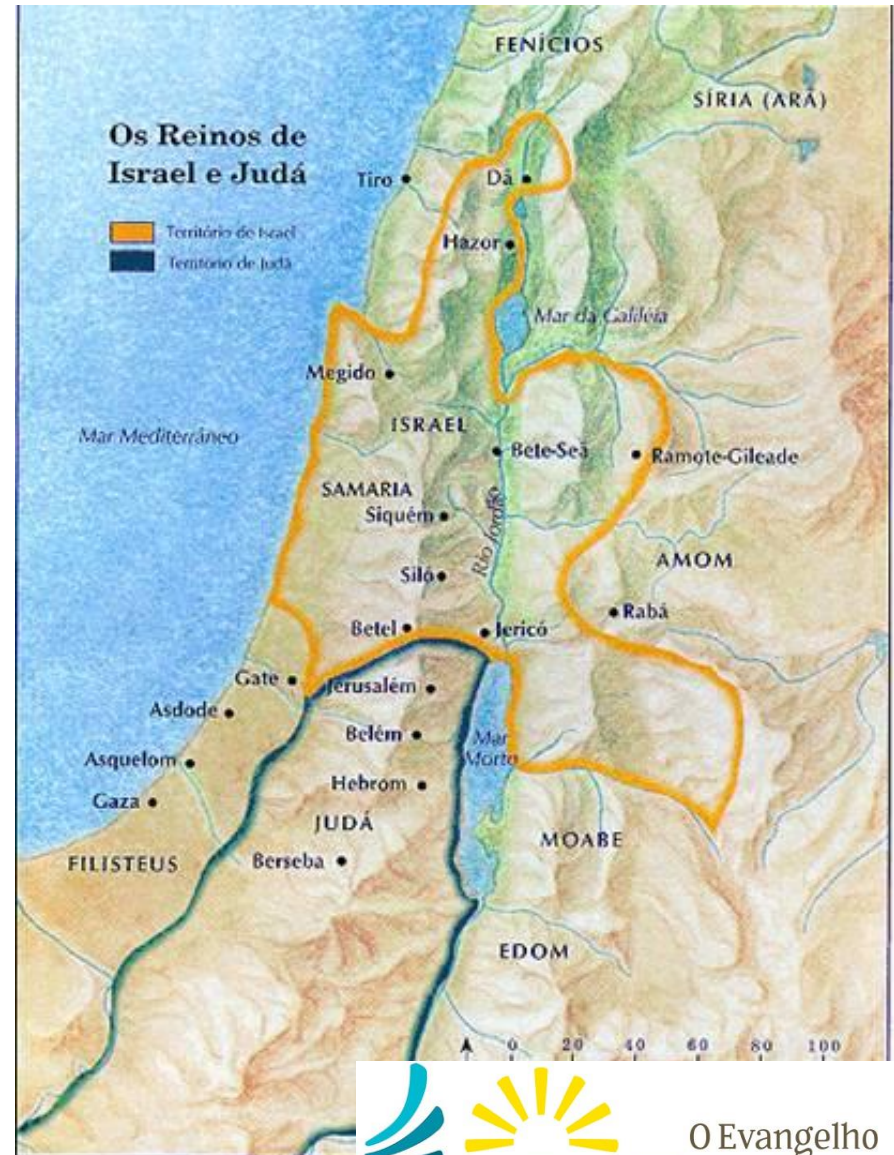 FENÍCIOS
SÍRIA (ARÃ)
Os Reinos de
Israel e Judá
Território de Israel
Território de Judá
Tiro
Dã
Hazor
Mar da Galiléia
Megido
ISRAEL
Mar Mediterrâneo
Bete-Seã
Ramote-Gileade
SAMARIA
Siquém
Rio Jordão
AMOM
Siló
Rabá
Betel
Jericó
Gate
Jerusalém
Asdode
Belém
Mar
Morto
Asquelom
Hebrom
Gaza
JUDÁ
MOABE
FILISTEUS
Berseba
EDOM
0 20 40 60 80 100
O Evangelho